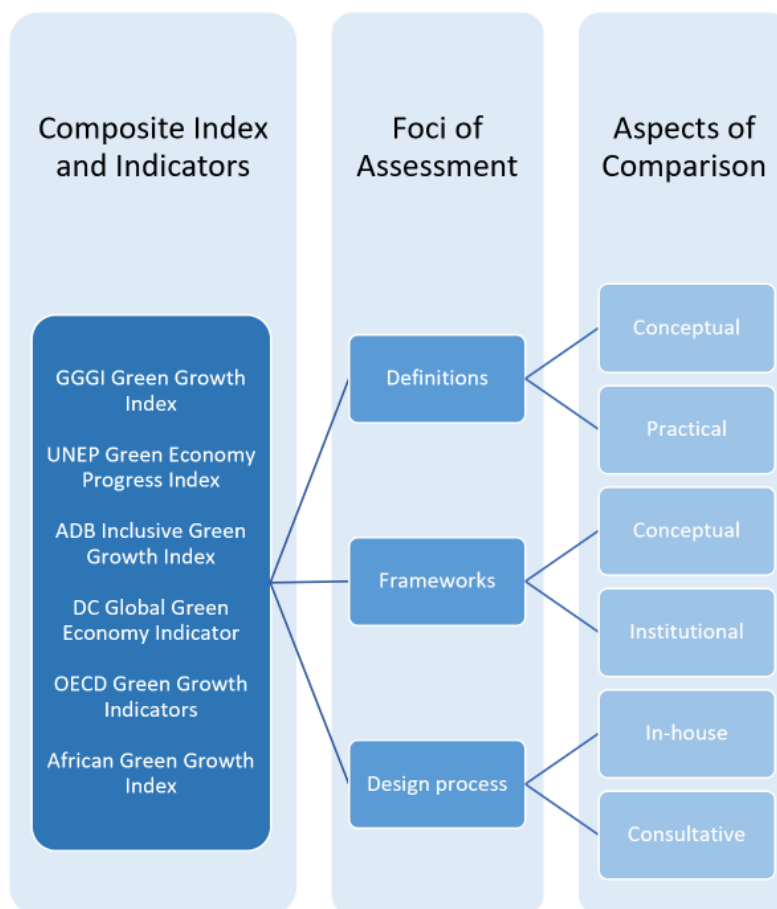 Composite Index
and Indicators
GGGI Green Growth
Index
UNEP Green Economy
Progress Index
ADB Inclusive Green
Growth Index
DC Global Green
Economy Indicator
OECD Green Growth
Indicators
African Green Growth
Index
Foci of
Assessment
Definitions
Frameworks
Design process
Aspects of
Comparison
Conceptual
Practical
Conceptual
Institutional
In-house
Consultative